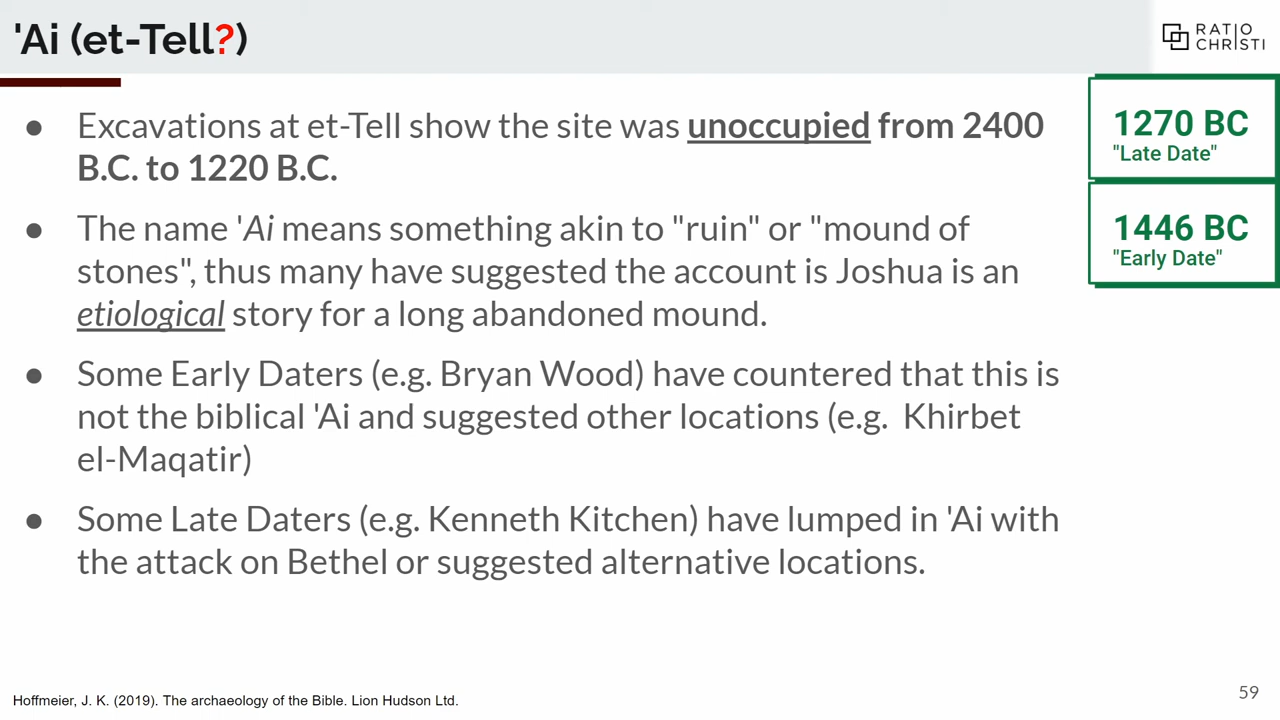 'Ai (et-Tell?)
RATIO
CHRISTI
● Excavations at et-Tell show the site was unoccupied from 2400
B.C. to 1220 B.C.
● The name 'Ai means something akin to "ruin" or "mound of
stones", thus many have suggested the account is Joshua is an
etiological story for a long abandoned mound.
● Some Early Daters (e.g. Bryan Wood) have countered that this is
not the biblical 'Ai and suggested other locations (e.g.  Khirbet
el-Maqatir)
● Some Late Daters (e.g. Kenneth Kitchen) have lumped in 'Ai with
the attack on Bethel or suggested alternative locations.
1270 BC
"Late Date"
1446 BC
"Early Date"
Hoffmeier, J. K. (2019). The archaeology of the Bible. Lion Hudson Ltd.
59